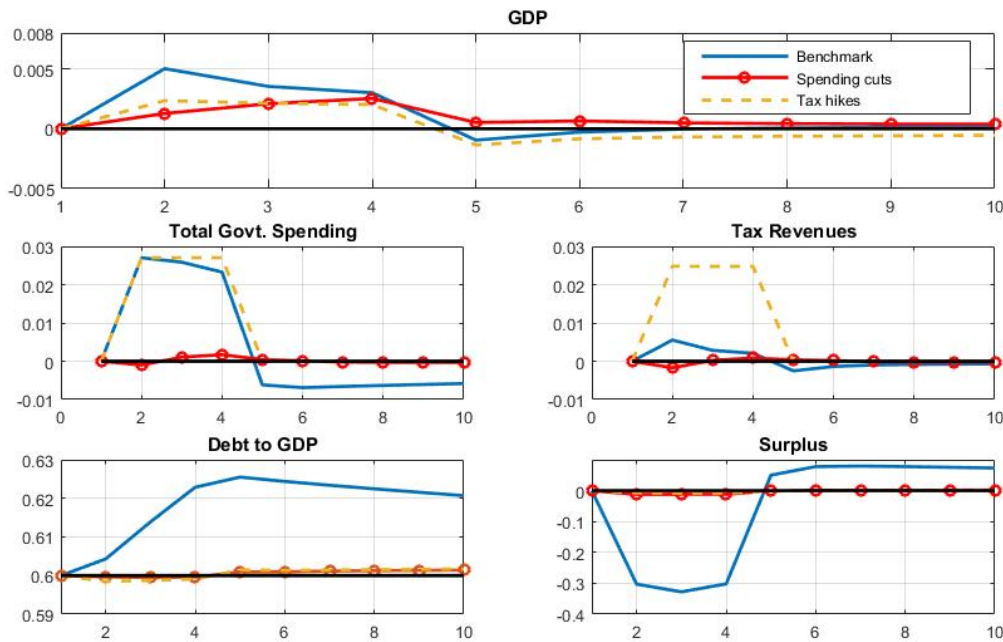 GDP
0.008
0.005
0
-0.005
Benchmark
Spending cuts
Tax hikes
1 2 3 4 5 6 7 8 9 10
Total Govt. Spending
0.03
0.02
0.01
0
-0.01
0 2 4 6 8 10
Tax Revenues
0.03
0.02
0.01
0
-0.01
0 2 4 6 8 10
Debt to GDP
0.63
0.62
0.61
0.60
0.59
2 4 6 8 10
Surplus
0
-0.1
-0.2
-0.3
-0.4
2 4 6 8 10